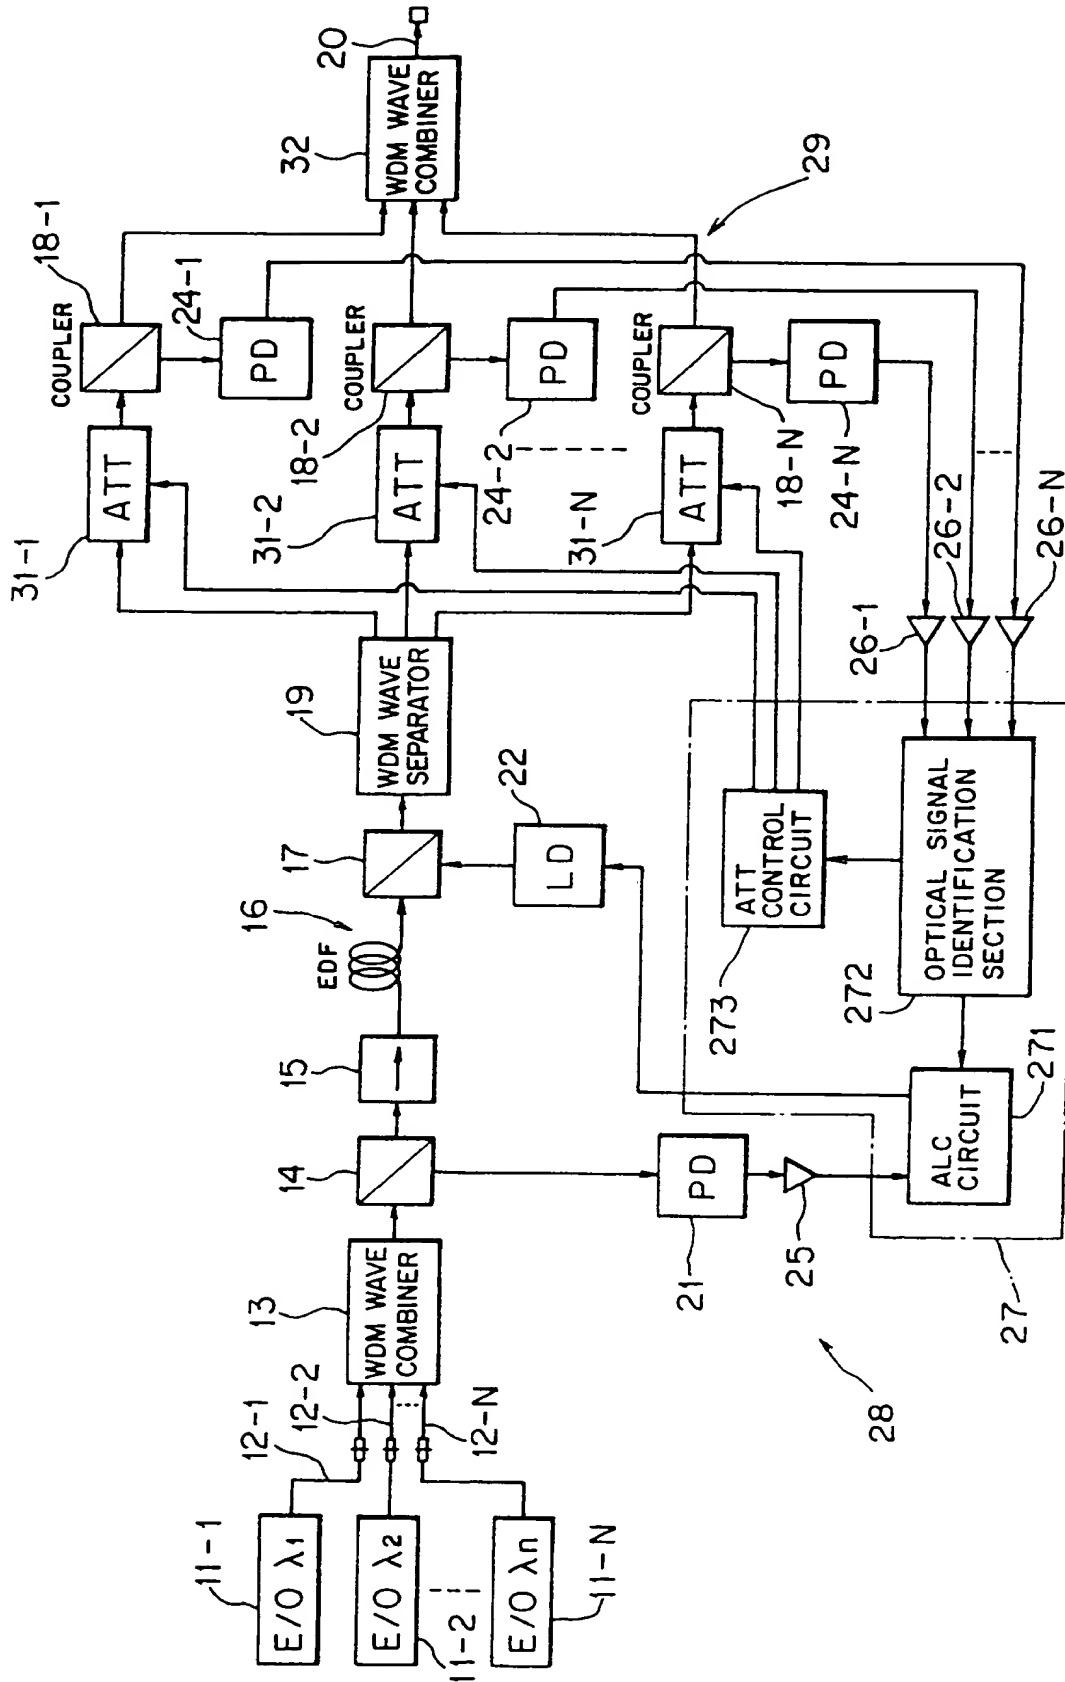 11-1
E/O λ1
11-2
E/O λ2
11-N
E/O λn
12-1
12-2
12-N
13
WDM WAVE
COMBINER
14
15
16
EDF
17
19
WDM WAVE
SEPARATOR
22
LD
21
PD
25
27
28
271
ALC
CIRCUIT
272
OPTICAL SIGNAL
IDENTIFICATION
SECTION
273
ATT
CONTROL
CIRCUIT
31-1
ATT
31-2
ATT
31-N
ATT
COUPLER
18-1
COUPLER
18-2
COUPLER
18-N
24-1
PD
24-2
PD
24-N
PD
26-1
26-2
26-N
29
32
WDM WAVE
COMBINER
20